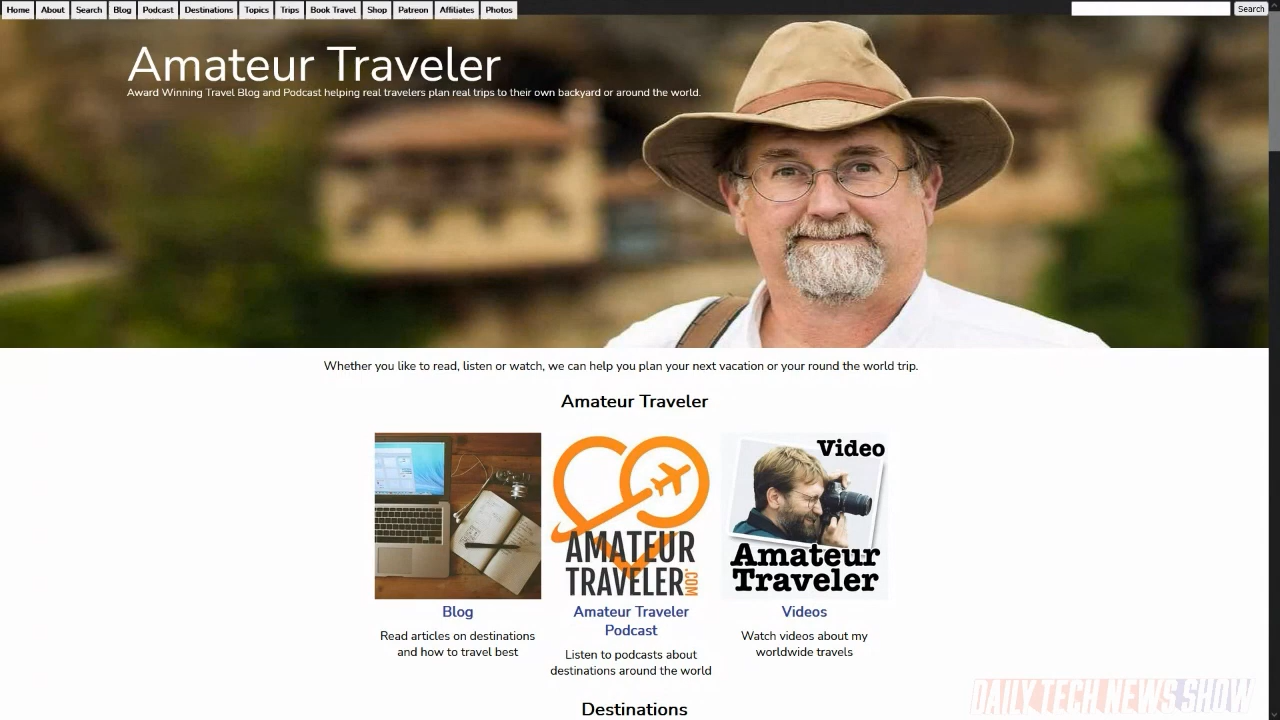 Home About Search Blog Podcast Destinations Topics Trips Book Travel Shop Patreon Affiliates Photos Search
Amateur Traveler
Award Winning Travel Blog and Podcast helping real travelers plan real trips to their own backyard or around the world.
Whether you like to read, listen or watch, we can help you plan your next vacation or your round the world trip.
Amateur Traveler
AMATEUR
TRAVELER
.COM
Video
Amateur
Traveler
Blog
Read articles on destinations
and how to travel best
Amateur Traveler
Podcast
Listen to podcasts about
destinations around the world
Videos
Watch videos about my
worldwide travels
Destinations
DAILY TECH NEWS SHOW